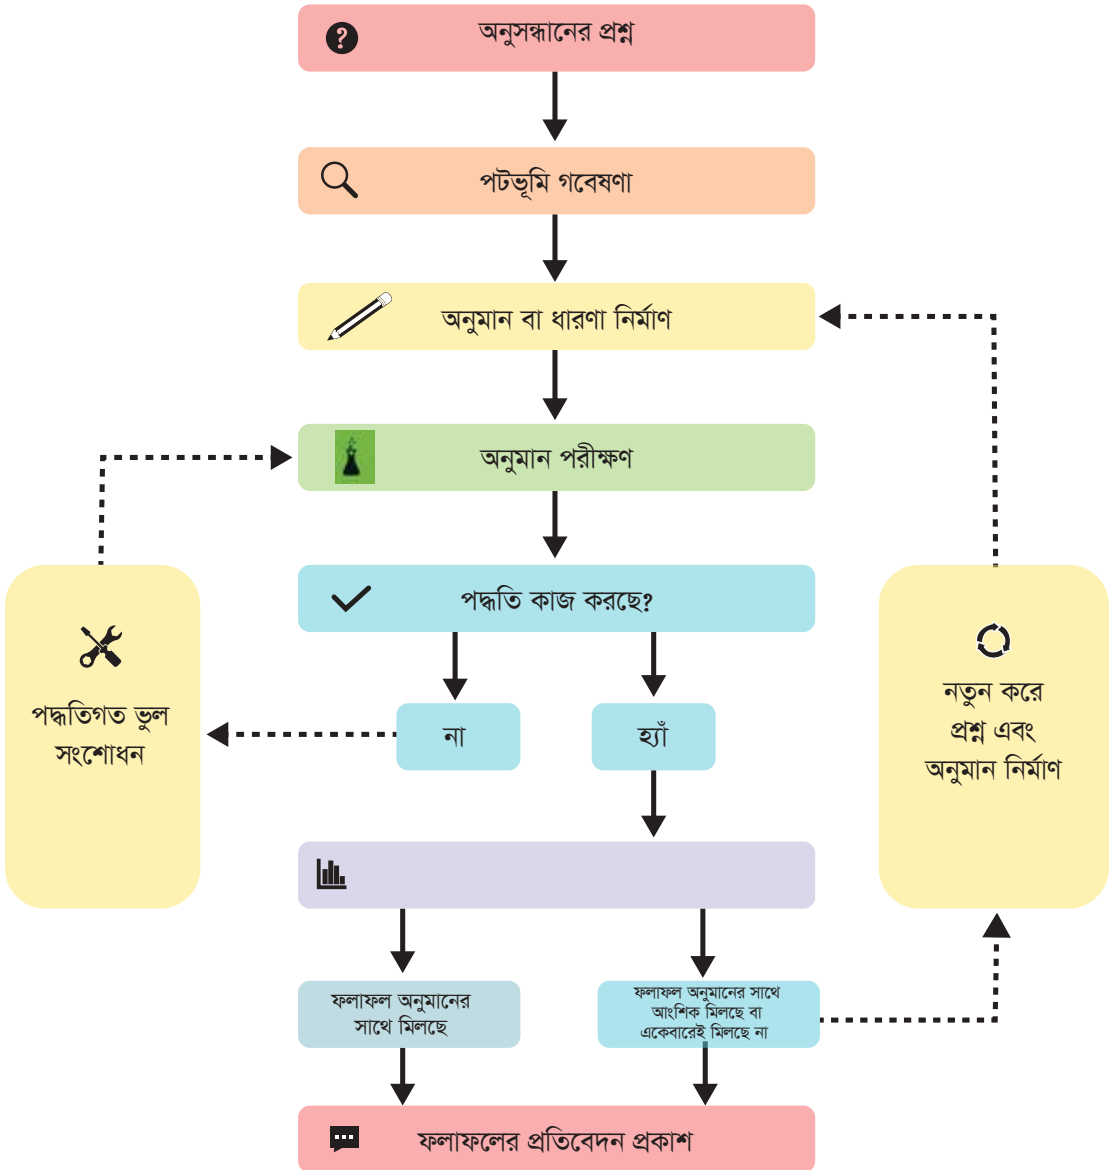 অনুসন্ধানের প্রশ্ন
পটভূমি গবেষণা
অনুমান বা ধারণা নির্মাণ
অনুমান পরীক্ষণ
পদ্ধতি কাজ করছে?
না
হ্যাঁ
পদ্ধতিগত ভুল
সংশোধন
নতুন করে
প্রশ্ন এবং
অনুমান নির্মাণ
ফলাফল অনুমানের
সাথে মিলছে
ফলাফল অনুমানের সাথে
আংশিক মিলছে বা
একেবারেই মিলছে না
ফলাফলের প্রতিবেদন প্রকাশ